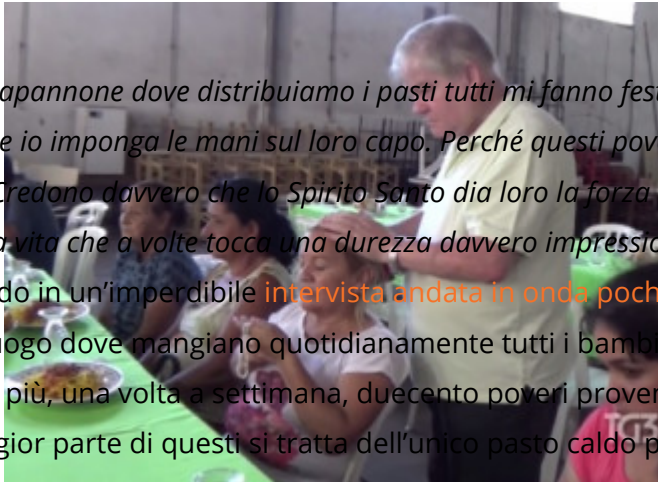 apannone dove distribuiamo i pasti tutti mi fanno fest
e io imponga le mani sul loro capo. Perché questi pov
Credono davvero che lo Spirito Santo dia loro la forza
a vita che a volte tocca una durezza davvero impressio
do in un'imperdibile intervista andata in onda poch
uogo dove mangiano quotidianamente tutti i bambi
più, una volta a settimana, duecento poveri prover
gior parte di questi si tratta dell'unico pasto caldo p
TG3